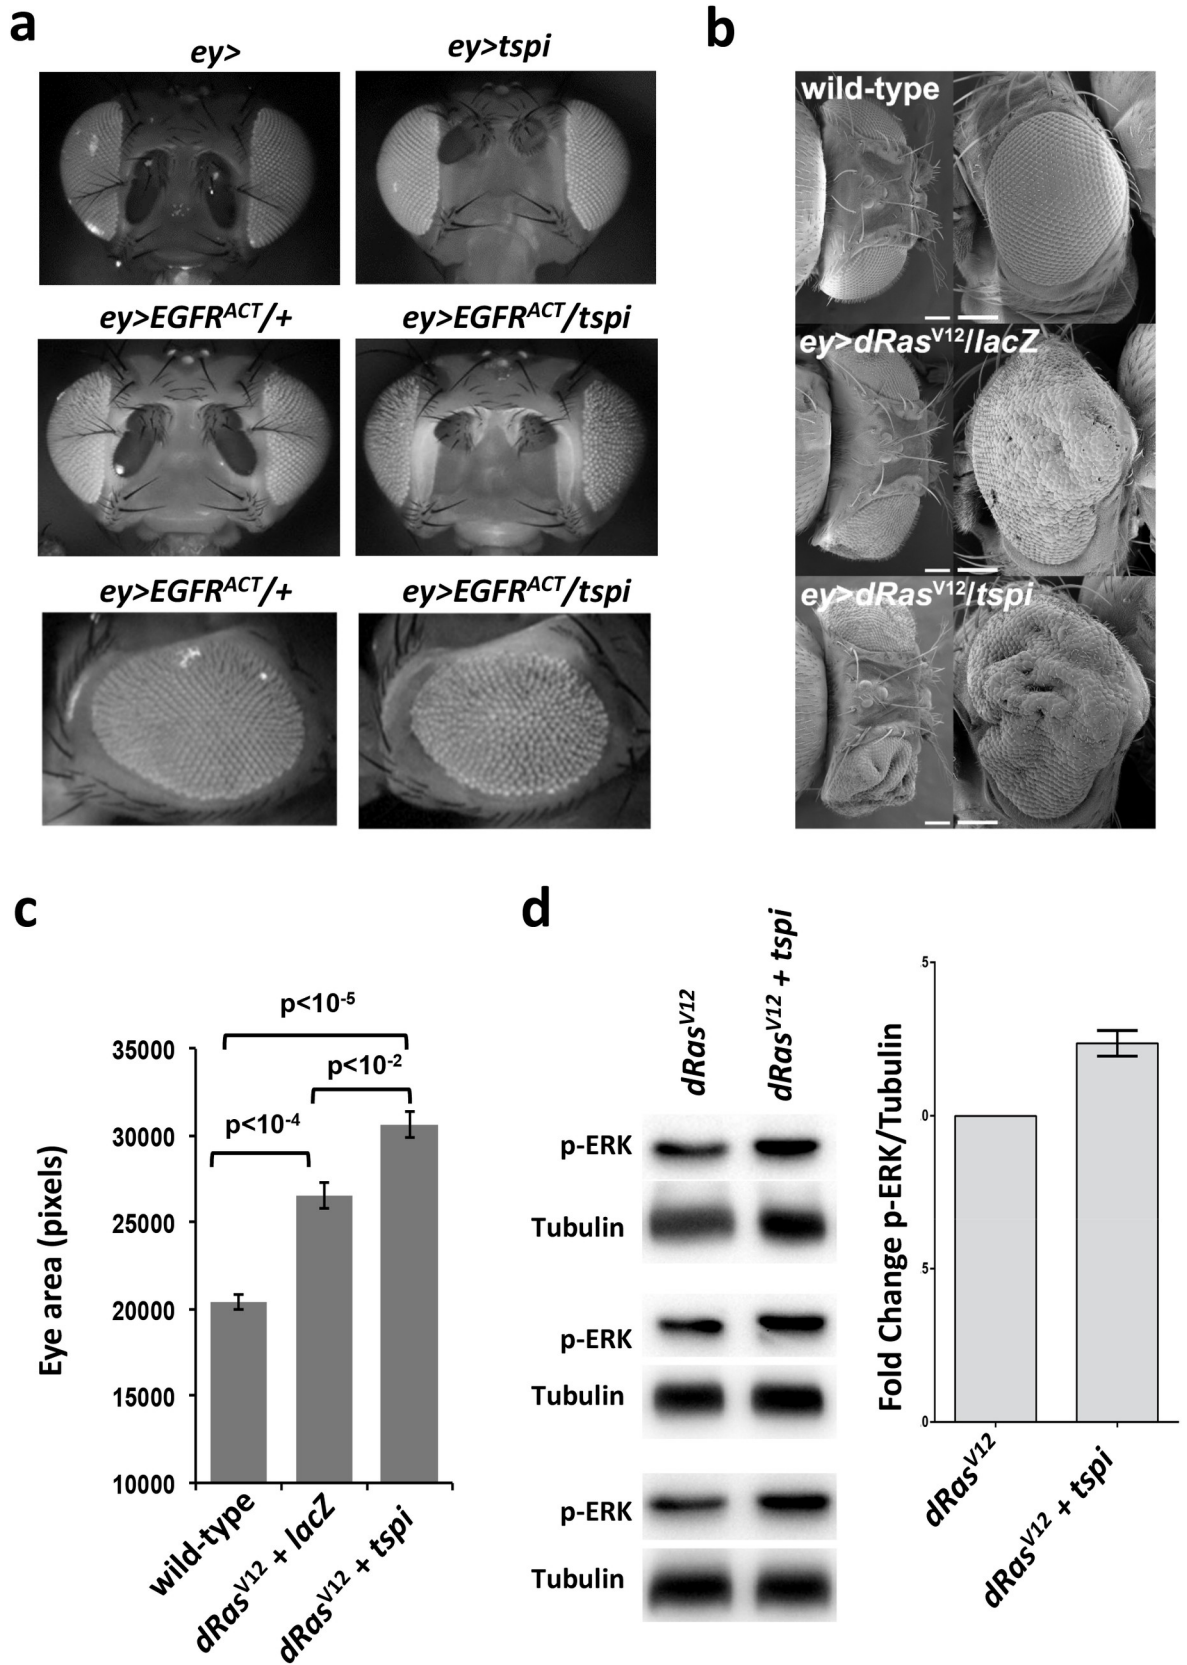 a
ey>
ey>tspi
ey>EGFR^ACT/+
ey>EGFR^ACT/tspi
ey>EGFR^ACT/+
ey>EGFR^ACT/tspi
b
wild-type
ey>dRas^V12/lacZ
ey>dRas^V12/tspi
c
Eye area (pixels)
35000
30000
25000
20000
15000
10000
p<10^-5
p<10^-2
p<10^-4
wild-type
dRas^V12 + lacZ
dRas^V12 + tspi
d
dRas^V12
dRas^V12 + tspi
p-ERK
Tubulin
p-ERK
Tubulin
p-ERK
Tubulin
Fold Change p-ERK/Tubulin
.5
.0
.5
.0
dRas^V12
dRas^V12 + tspi